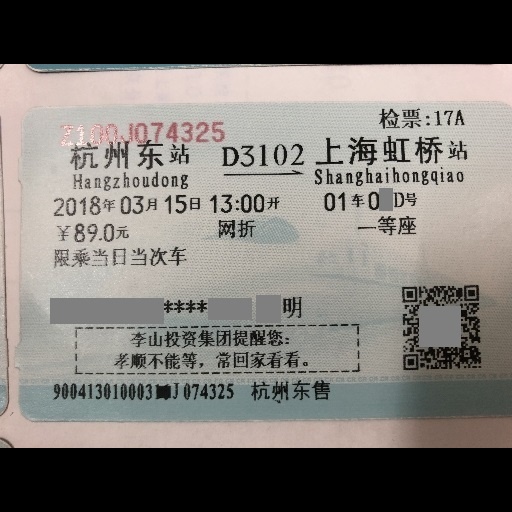 检票:17A
Z100J074325
杭州东站 D3102 上海虹桥站
Hangzhoudong Shanghaihongqiao
2018年03月15日 13:00开 01车0 D号
￥89.0元 网折 一等座
限乘当日当次车
**** 明
李山投资集团提醒您:
孝顺不能等，常回家看看。
9004130100031 J074325 杭州东售